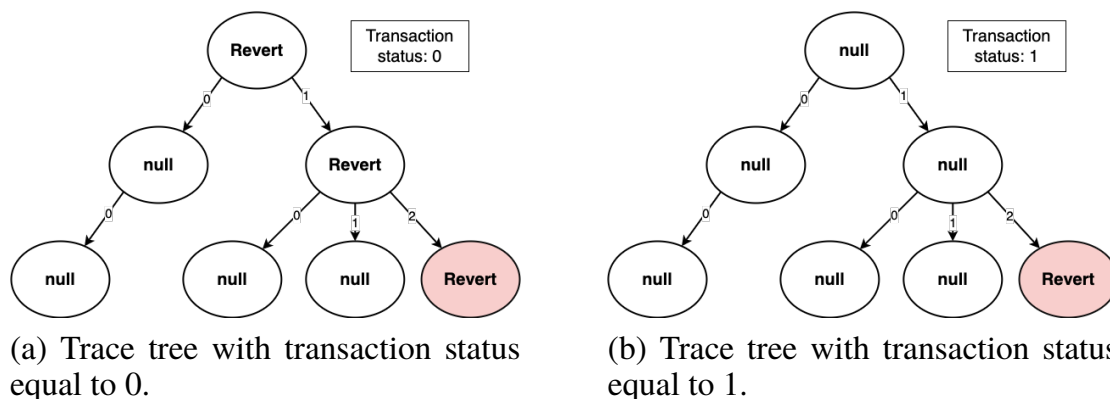 Revert
Transaction
status: 0
0
1
null
Revert
0
0
1
2
null
null
null
Revert
(a) Trace tree with transaction status
equal to 0.
null
Transaction
status: 1
0
1
null
null
0
0
1
2
null
null
null
Revert
(b) Trace tree with transaction status
equal to 1.